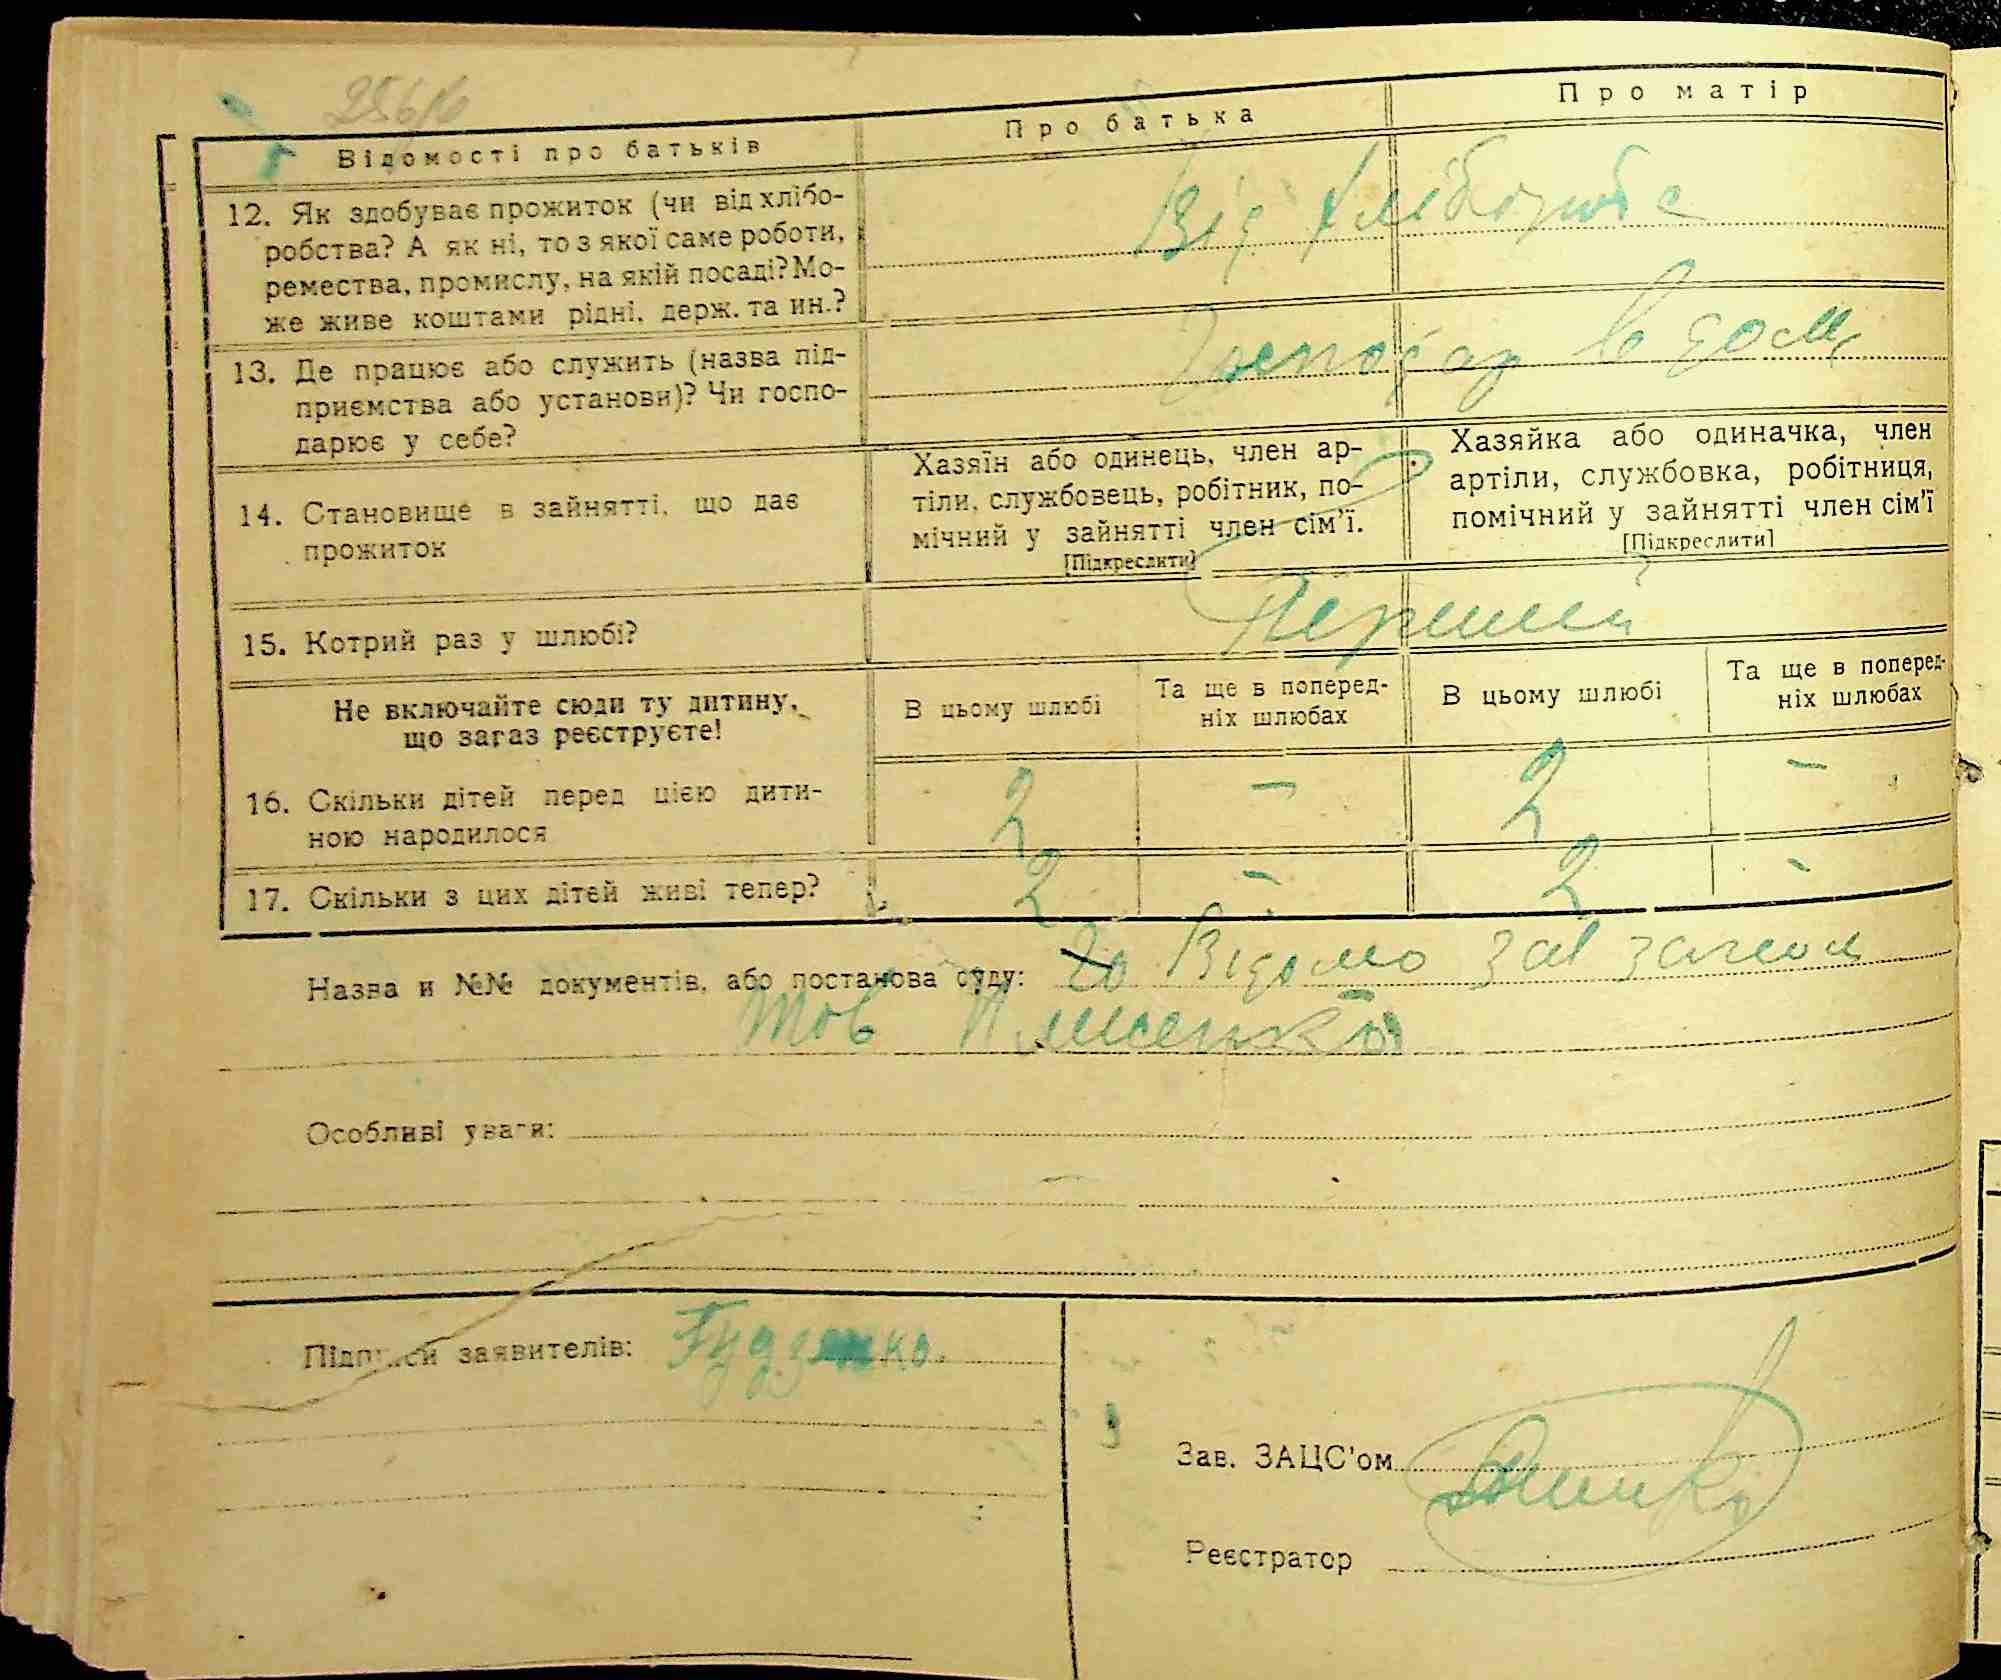 Відомості про батьків
Про батька
Про матір
12. Як здобуває прожиток (чи від хлібо-
робства? А як ні, то з якої саме роботи,
ремества, промислу, на якій посаді? Мо-
же живе коштами рідні, держ. та ин.?
Від
13. Де працює або служить (назва під-
приємства або установи)? Чи госпо-
дарює у себе?
14. Становище в зайнятті, що дає
прожиток
Хазяїн або одинець, член ар-
тіли, службовець, робітник, по-
мічний у зайнятті член сім'ї.
[Підкреслити]
Хазяйка або одиначка, член
артіли, службовка, робітниця,
помічний у зайнятті член сім'ї
[Підкреслити]
15. Котрий раз у шлюбі?
Не включайте сюди ту дитину,
що зараз реєструєте!
В цьому шлюбі
Та ще в поперед-
ніх шлюбах
В цьому шлюбі
Та ще в поперед-
ніх шлюбах
16. Скільки дітей перед цією дити-
ною народилося
2 – 2 –
17. Скільки з цих дітей живі тепер?
2 – 2 –
Назва и №№ документів, або постанова суду: Відомо
тов
Особливі уваги:
Підписи заявителів: Гудзенко.
Зав. ЗАЦС'ом
Реєстратор